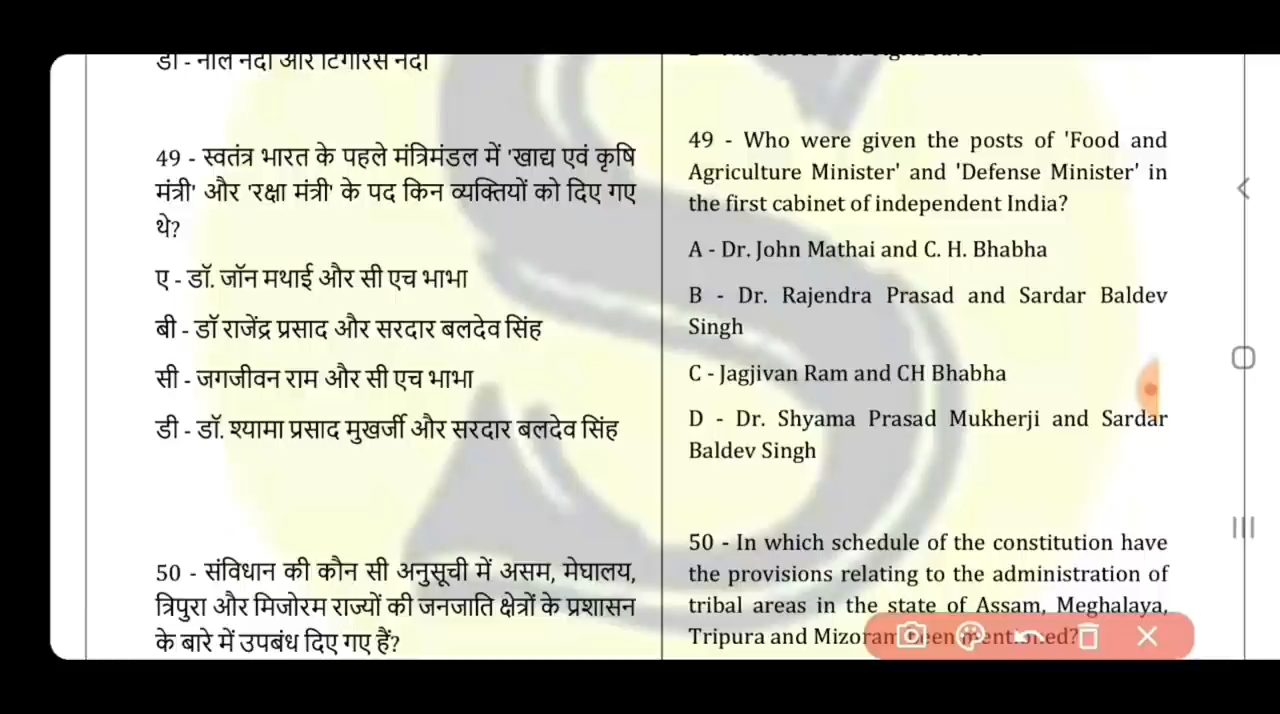 डी - नील नदी और टिगरिस नदी
49 - स्वतंत्र भारत के पहले मंत्रिमंडल में 'खाद्य एवं कृषि
मंत्री' और 'रक्षा मंत्री' के पद किन व्यक्तियों को दिए गए
थे?
ए - डॉ. जॉन मथाई और सी एच भाभा
बी - डॉ राजेंद्र प्रसाद और सरदार बलदेव सिंह
सी - जगजीवन राम और सी एच भाभा
डी - डॉ. श्यामा प्रसाद मुखर्जी और सरदार बलदेव सिंह
50 - संविधान की कौन सी अनुसूची में असम, मेघालय,
त्रिपुरा और मिजोरम राज्यों की जनजाति क्षेत्रों के प्रशासन
के बारे में उपबंध दिए गए हैं?
49 - Who were given the posts of 'Food and
Agriculture Minister' and 'Defense Minister' in
the first cabinet of independent India?
A - Dr. John Mathai and C. H. Bhabha
B - Dr. Rajendra Prasad and Sardar Baldev
Singh
C - Jagjivan Ram and CH Bhabha
D - Dr. Shyama Prasad Mukherji and Sardar
Baldev Singh
50 - In which schedule of the constitution have
the provisions relating to the administration of
tribal areas in the state of Assam, Meghalaya,
Tripura and Mizoram been mentioned?